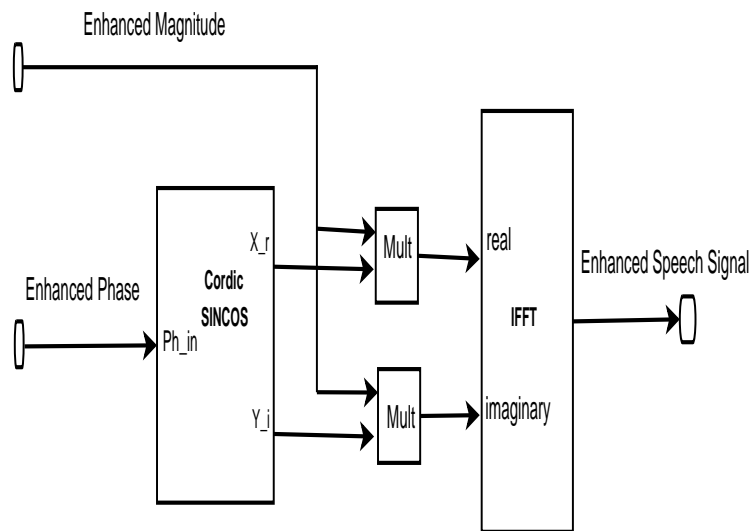 Enhanced Magnitude
X_r
Mult
real
Enhanced Speech Signal
Enhanced Phase
Cordic
SINCOS
IFFT
Ph_in
Y_i
Mult
imaginary